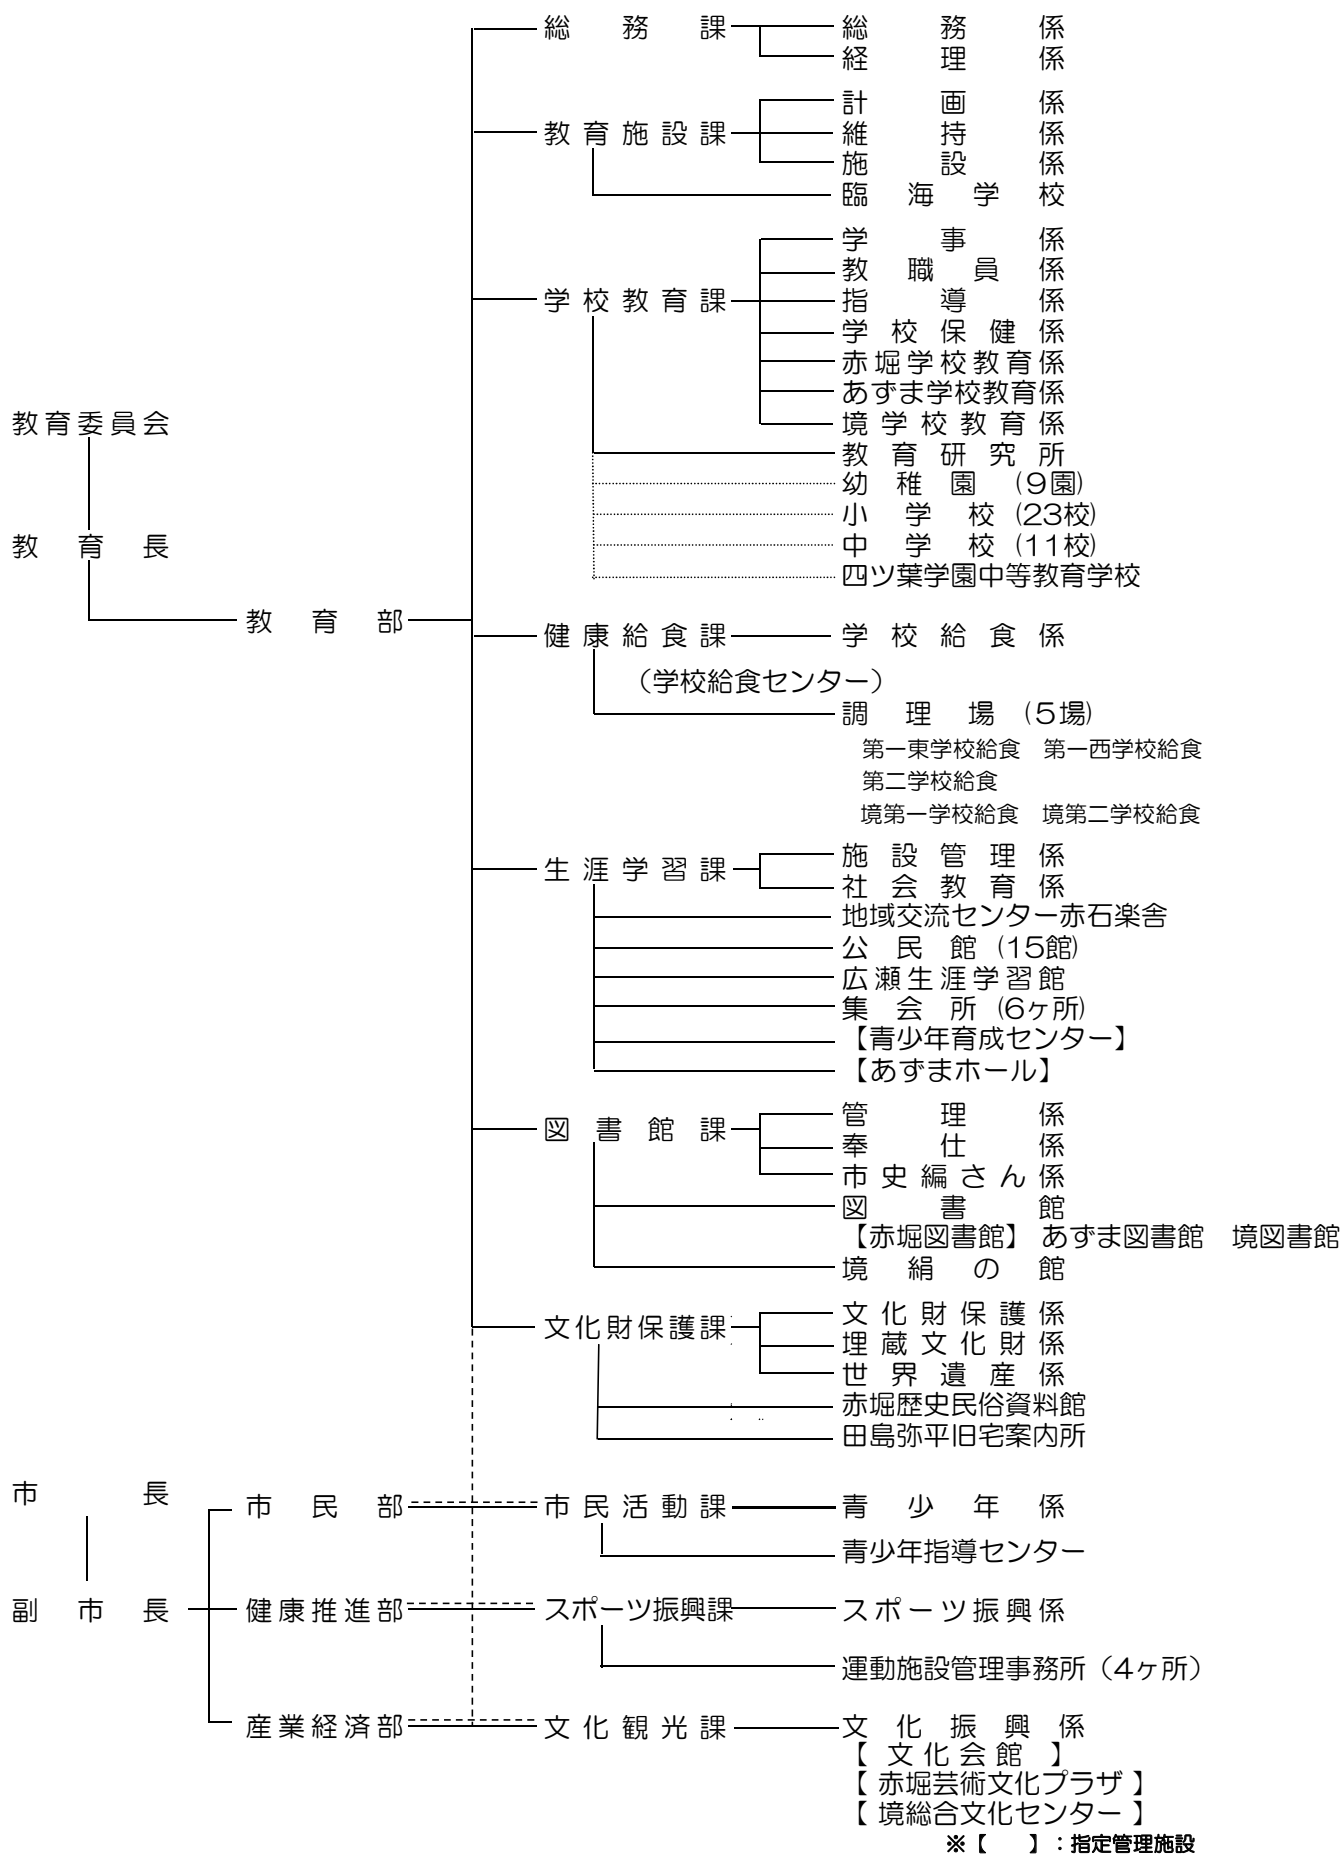 総務課 総務係
経理係
計画係
教育施設課 維持係
施設係
臨海学校
学事係
教職員係
学校教育課 指導係
学校保健係
赤堀学校教育係
あずま学校教育係
教育委員会 境学校教育係
教育研究所
幼稚園 (9園)
小学校 (23校)
教育長 中学校 (11校)
四ツ葉学園中等教育学校
教育部
健康給食課 学校給食係
（学校給食センター）
調理場 (5場)
第一東学校給食 第一西学校給食
第二学校給食
境第一学校給食 境第二学校給食
施設管理係
生涯学習課
社会教育係
地域交流センター赤石楽舎
公民館 (15館)
広瀬生涯学習館
集会所 (6ヶ所)
【青少年育成センター】
【あずまホール】
管理係
図書館課
奉仕係
市史編さん係
図書館
【赤堀図書館】 あずま図書館 境図書館
境絹の館
文化財保護係
文化財保護課
埋蔵文化財係
世界遺産係
赤堀歴史民俗資料館
田島弥平旧宅案内所
市長
市民部 市民活動課 青少年係
青少年指導センター
副市長 健康推進部 スポーツ振興課 スポーツ振興係
運動施設管理事務所（4ヶ所）
産業経済部 文化観光課 文化振興係
【 文化会館 】
【 赤堀芸術文化プラザ 】
【 境総合文化センター 】
※【　　】：指定管理施設